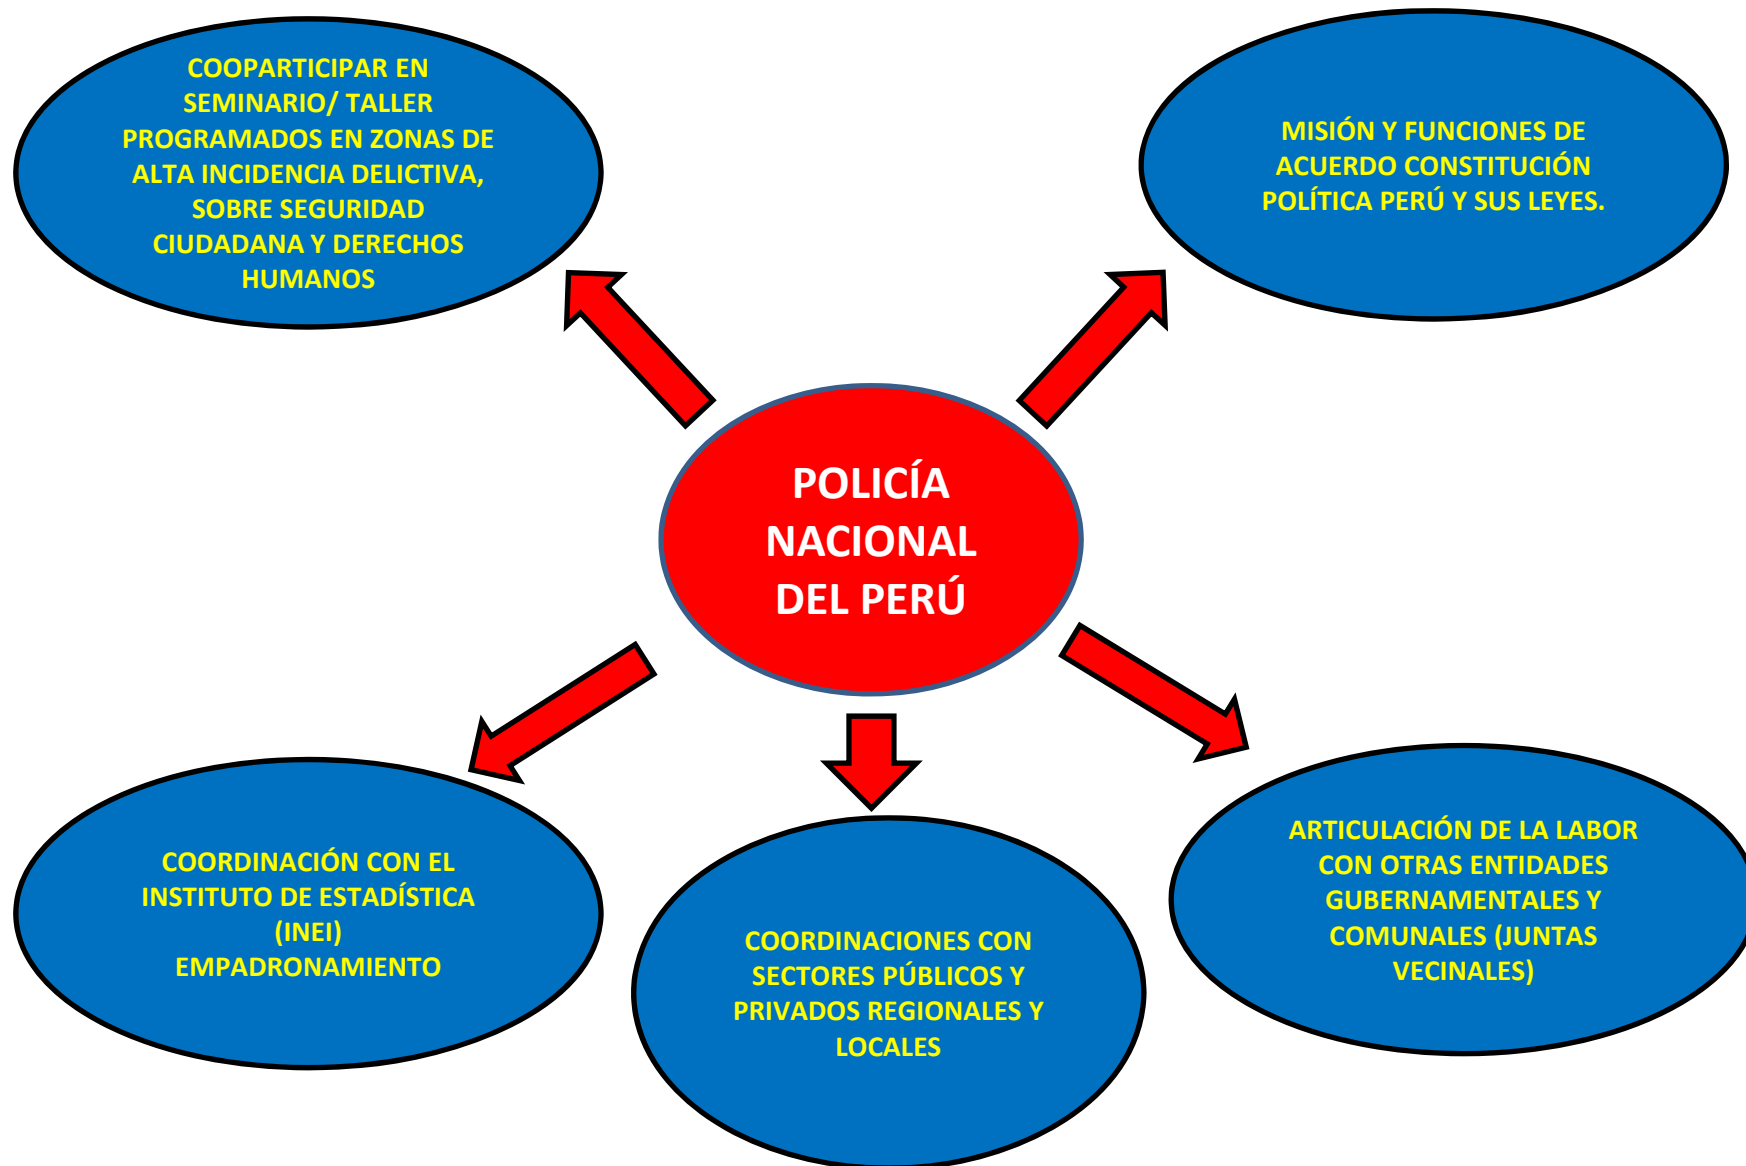 COOPARTICIPAR EN
SEMINARIO/ TALLER
PROGRAMADOS EN ZONAS DE
ALTA INCIDENCIA DELICTIVA,
SOBRE SEGURIDAD
CIUDADANA Y DERECHOS
HUMANOS
MISIÓN Y FUNCIONES DE
ACUERDO CONSTITUCIÓN
POLÍTICA PERÚ Y SUS LEYES.
POLICÍA
NACIONAL
DEL PERÚ
COORDINACIÓN CON EL
INSTITUTO DE ESTADÍSTICA
(INEI)
EMPADRONAMIENTO
COORDINACIONES CON
SECTORES PÚBLICOS Y
PRIVADOS REGIONALES Y
LOCALES
ARTICULACIÓN DE LA LABOR
CON OTRAS ENTIDADES
GUBERNAMENTALES Y
COMUNALES (JUNTAS
VECINALES)